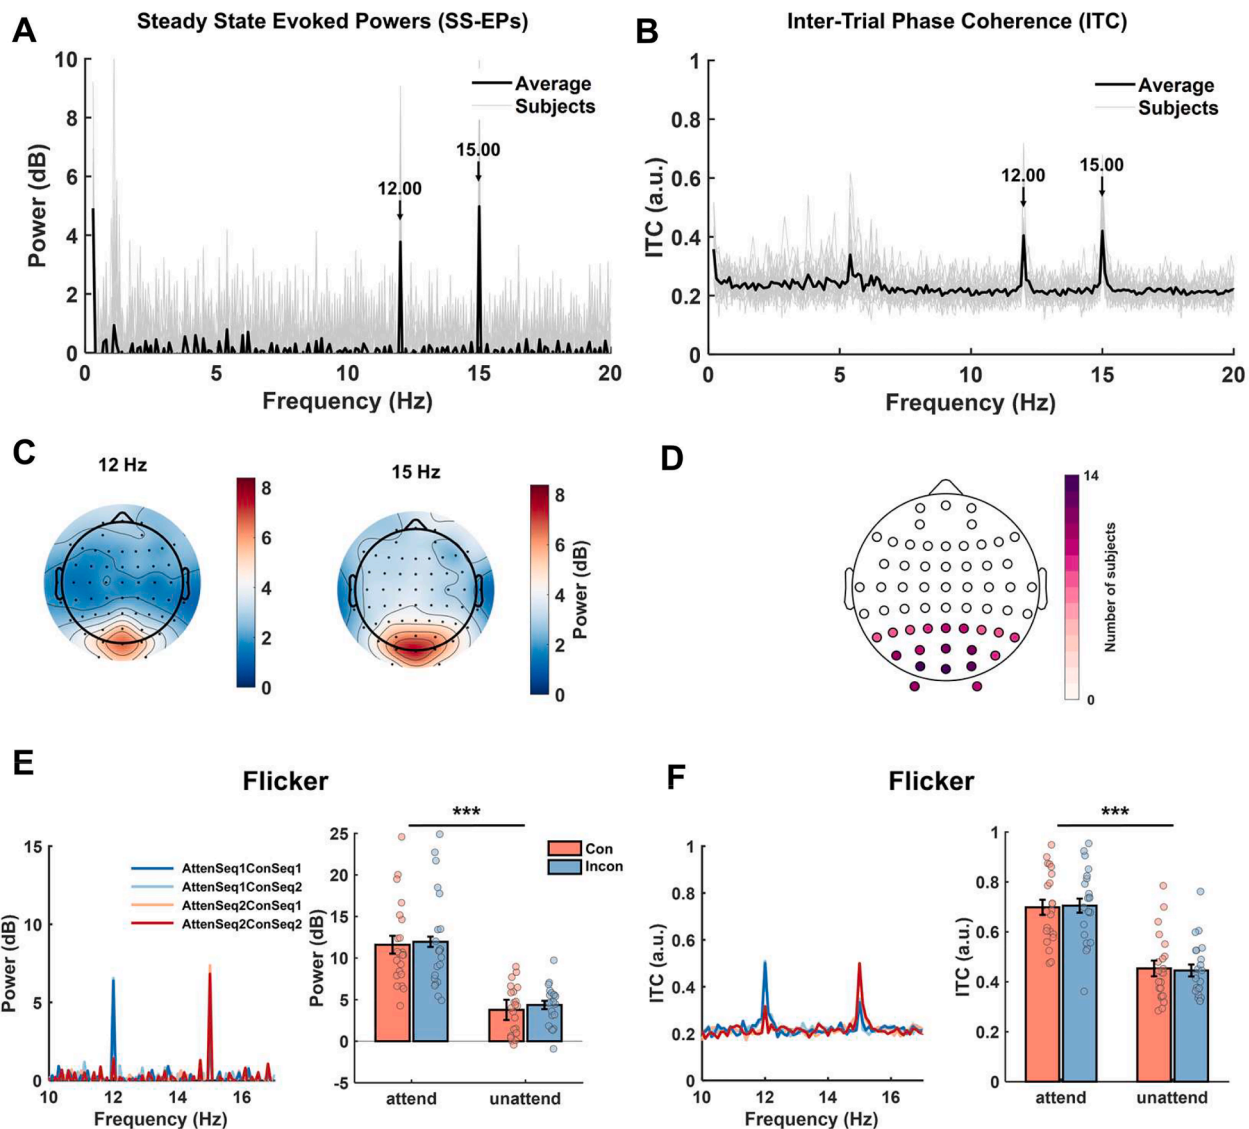 A
Steady State Evoked Powers (SS-EPs)
Power (dB)
10
8
6
4
2
0
Average
Subjects
12.00
15.00
0 5 10 15 20
Frequency (Hz)
B
Inter-Trial Phase Coherence (ITC)
ITC (a.u.)
1
0.8
0.6
0.4
0.2
0
Average
Subjects
12.00
15.00
0 5 10 15 20
Frequency (Hz)
C
12 Hz
8
6
4
2
0
15 Hz
8
6
4
2
0
Power (dB)
D
14
0
Number of subjects
E
Flicker
Power (dB)
15
10
5
0
AttenSeq1ConSeq1
AttenSeq1ConSeq2
AttenSeq2ConSeq1
AttenSeq2ConSeq2
10 12 14 16
Frequency (Hz)
Power (dB)
25
20
15
10
5
0
-5
***
Con
Incon
attend unattend
F
Flicker
ITC (a.u.)
1
0.8
0.6
0.4
0.2
0
10 12 14 16
Frequency (Hz)
ITC (a.u.)
1
0.8
0.6
0.4
0.2
0
***
attend unattend